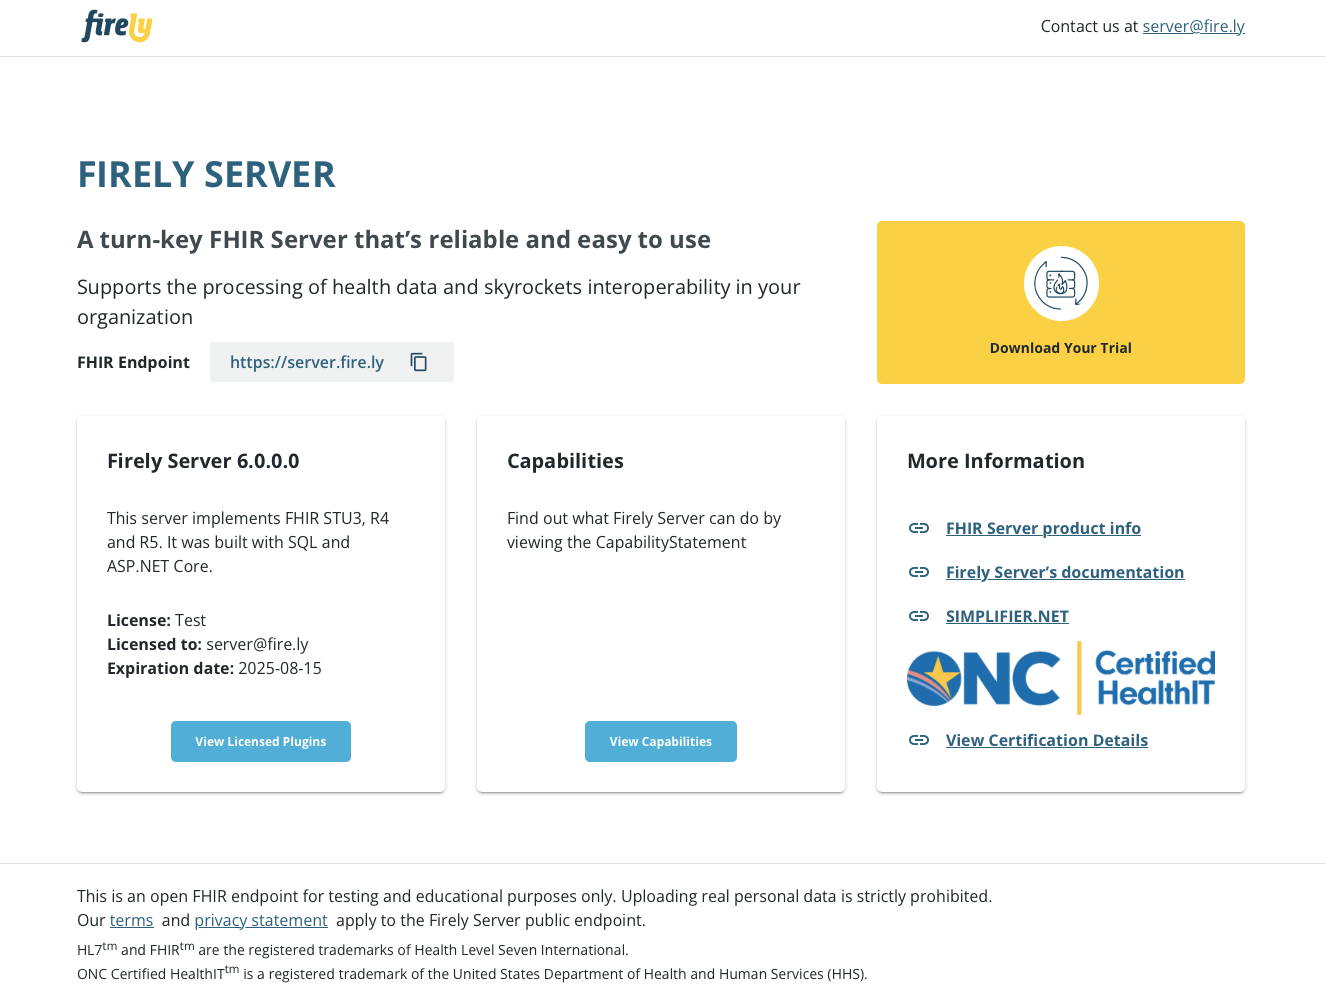 firely
Contact us at server@fire.ly
FIRELY SERVER
A turn-key FHIR Server that’s reliable and easy to use
Supports the processing of health data and skyrockets interoperability in your
organization
FHIR Endpoint https://server.fire.ly
Download Your Trial
Firely Server 6.0.0.0
This server implements FHIR STU3, R4
and R5. It was built with SQL and
ASP.NET Core.
License: Test
Licensed to: server@fire.ly
Expiration date: 2025-08-15
View Licensed Plugins
Capabilities
Find out what Firely Server can do by
viewing the CapabilityStatement
View Capabilities
More Information
FHIR Server product info
Firely Server’s documentation
SIMPLIFIER.NET
ONC Certified
HealthIT
View Certification Details
This is an open FHIR endpoint for testing and educational purposes only. Uploading real personal data is strictly prohibited.
Our terms and privacy statement apply to the Firely Server public endpoint.
HL7tm and FHIRtm are the registered trademarks of Health Level Seven International.
ONC Certified HealthITtm is a registered trademark of the United States Department of Health and Human Services (HHS).